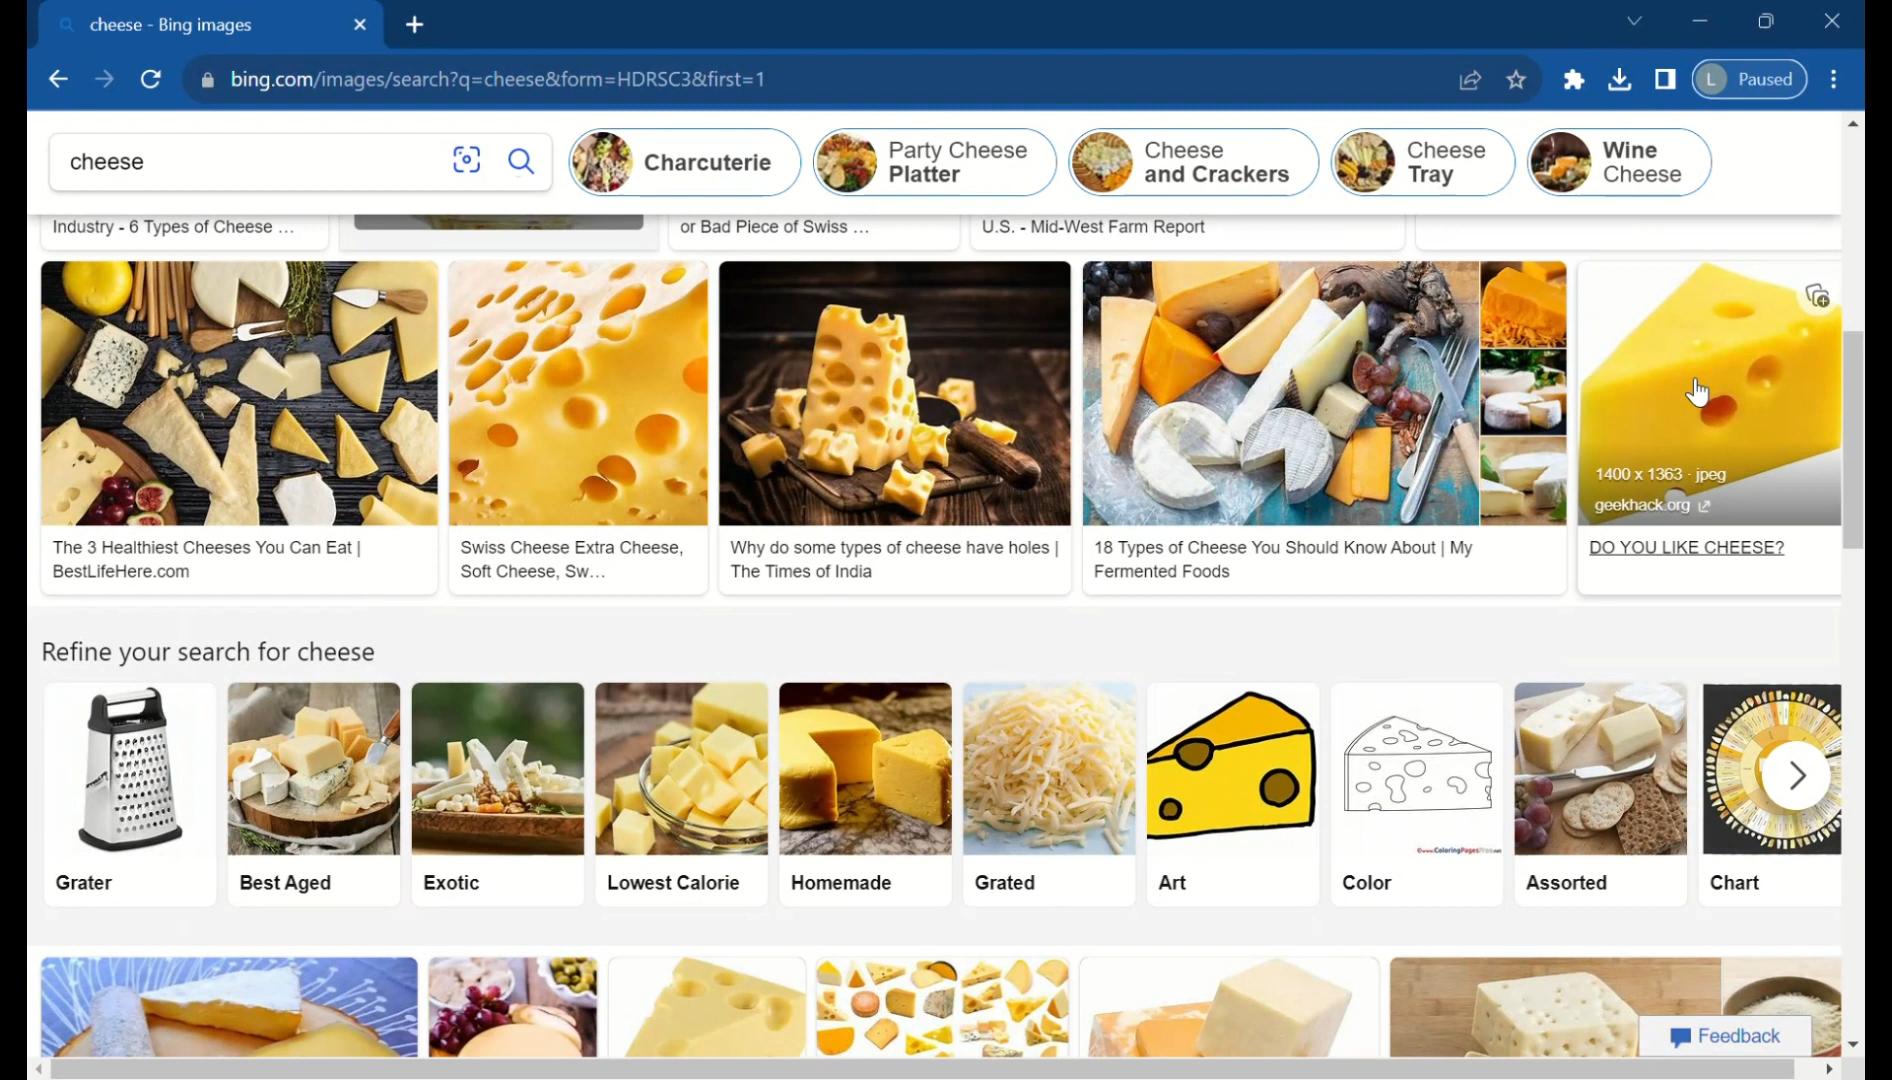 cheese - Bing images
bing.com/images/search?q=cheese&form=HDRSC3&first=1
L Paused
cheese
Charcuterie
Party Cheese
Platter
Cheese
and Crackers
Cheese
Tray
Wine
Cheese
Industry - 6 Types of Cheese ...
or Bad Piece of Swiss ...
U.S. - Mid-West Farm Report
1400 x 1363 · jpeg
geekhack.org
The 3 Healthiest Cheeses You Can Eat |
BestLifeHere.com
Swiss Cheese Extra Cheese,
Soft Cheese, Sw...
Why do some types of cheese have holes |
The Times of India
18 Types of Cheese You Should Know About | My
Fermented Foods
DO YOU LIKE CHEESE?
Refine your search for cheese
Grater
Best Aged
Exotic
Lowest Calorie
Homemade
Grated
Art
Color
Assorted
Chart
Feedback